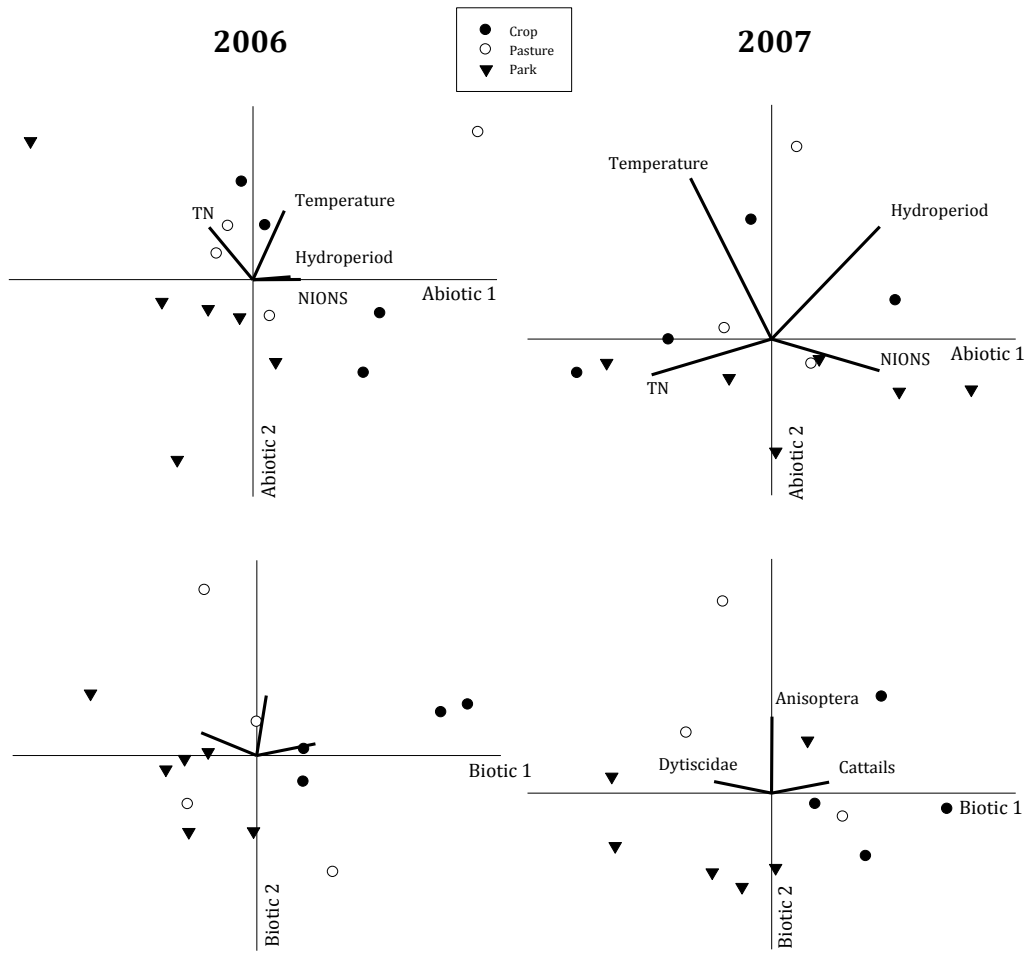 2006
Crop
Pasture
Park
2007
TN
Temperature
Hydroperiod
NIONS
Abiotic 1
Abiotic 2
Temperature
Hydroperiod
NIONS
Abiotic 1
TN
Abiotic 2
Biotic 1
Biotic 2
Anisoptera
Dytiscidae
Cattails
Biotic 1
Biotic 2